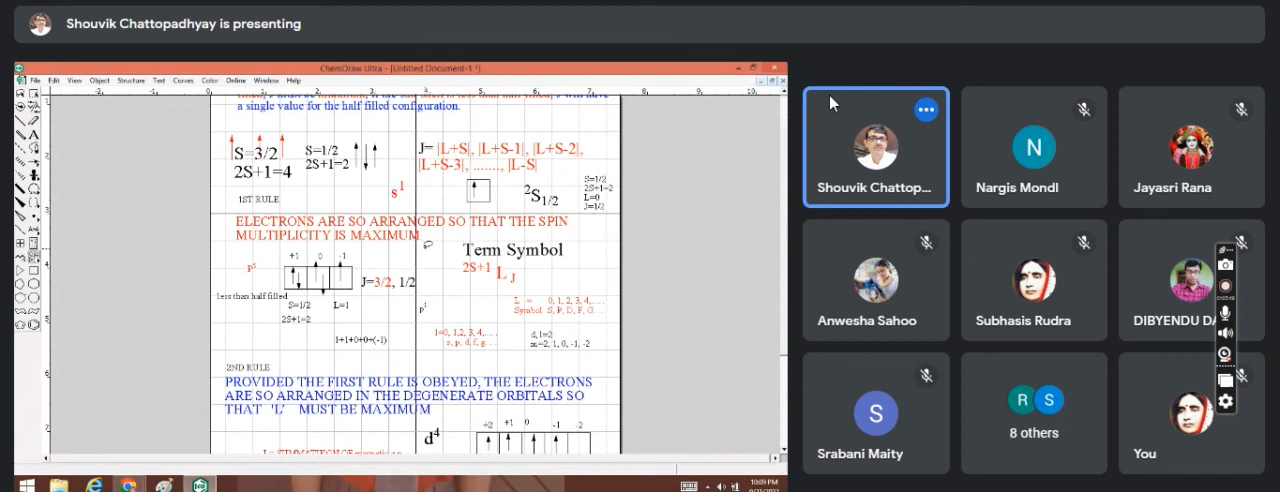 Shouvik Chattopadhyay is presenting
ChemDraw Ultra - [Untitled Document-1 *]
File Edit View Object Structure Text Curves Color Online Window Help
a single value for the half filled configuration.
S=3/2
2S+1=4
S=1/2
2S+1=2
J= |L+S|, |L+S-1|, |L+S-2|,
|L+S-3|, ......., |L-S|
s1
2S1/2
S=1/2
2S+1=2
L=0
J=1/2
1ST RULE
ELECTRONS ARE SO ARRANGED SO THAT THE SPIN
MULTIPLICITY IS MAXIMUM
Term Symbol
2S+1 L J
+1 0 -1
p5
J=3/2, 1/2
less than half filled
S=1/2 L=1
2S+1=2
p1
L = 0, 1, 2, 3, 4,.....
Symbol S, P, D, F, G....
1+1+0+0+(-1)
l=0, 1,2, 3, 4,.....
s, p, d, f, g....
d, l=2
m=2, 1, 0, -1, -2
2ND RULE
PROVIDED THE FIRST RULE IS OBEYED, THE ELECTRONS
ARE SO ARRANGED IN THE DEGENERATE ORBITALS SO
THAT 'L' MUST BE MAXIMUM
d4
+2 +1 0 -1 -2
10:09 PM
Shouvik Chattop...
N
Nargis Mondl
Jayasri Rana
Anwesha Sahoo
Subhasis Rudra
DIBYENDU DA
S
Srabani Maity
R S
8 others
You